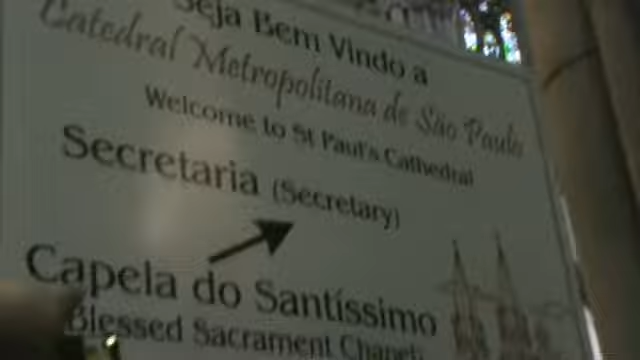 Seja Bem Vindo a
Catedral Metropolitana de São Paulo
Welcome to St Paul's Cathedral
Secretaria (Secretary)
Capela do Santíssimo
Blessed Sacrament Chapel